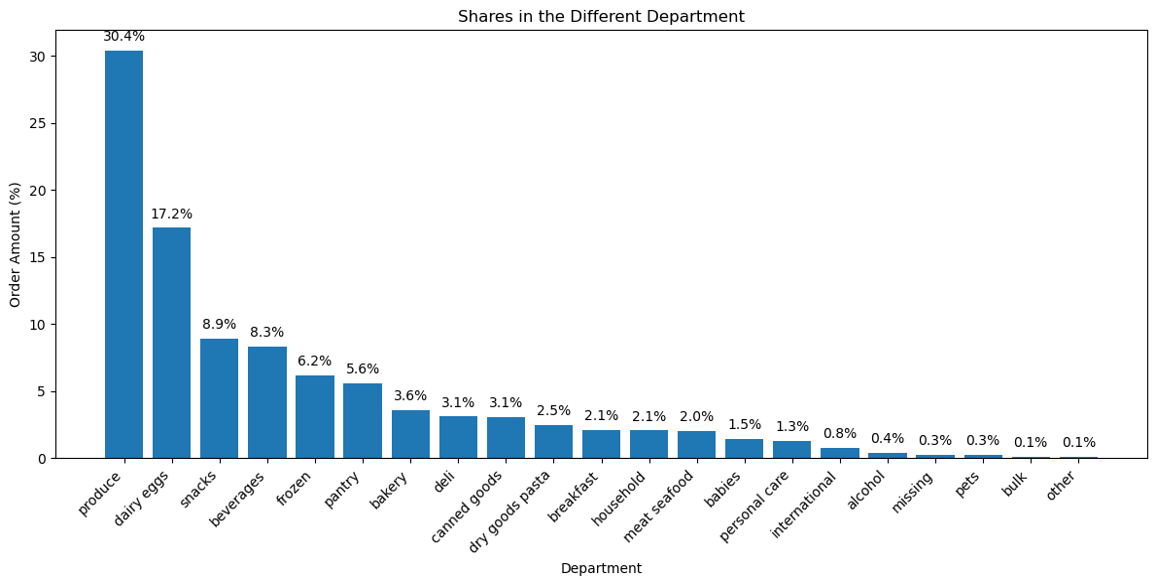 Shares in the Different Department
Order Amount (%)
30
25
20
15
10
5
0
30.4%
17.2%
8.9%
8.3%
6.2%
5.6%
3.6%
3.1%
3.1%
2.5%
2.1%
2.1%
2.0%
1.5%
1.3%
0.8%
0.4%
0.3%
0.3%
0.1%
0.1%
produce
dairy eggs
snacks
beverages
frozen
pantry
bakery
deli
canned goods
dry goods pasta
breakfast
household
meat seafood
babies
personal care
international
alcohol
missing
pets
bulk
other
Department